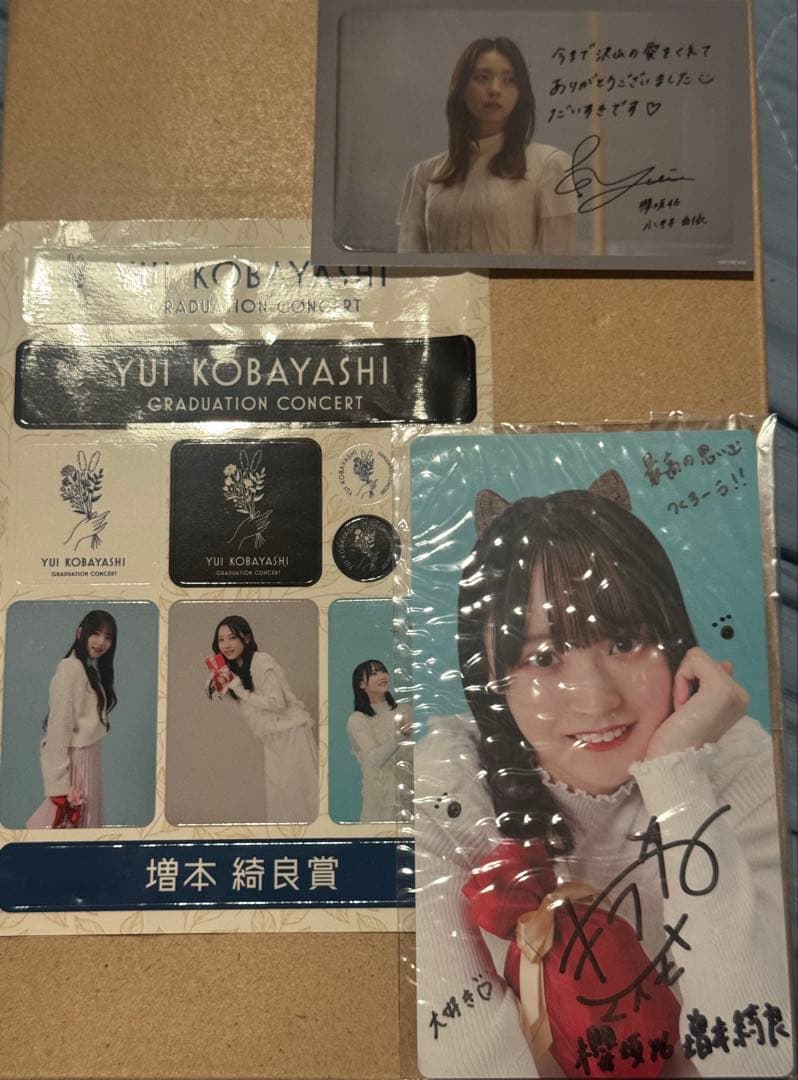 今まで沢山の愛をくれて
ありがとうございました
だいすきです♡
櫻坂46
小林由依
YUI KOBAYASHI
GRADUATION CONCERT
YUI KOBAYASHI
GRADUATION CONCERT
YUI KOBAYASHI
GRADUATION CONCERT
YUI KOBAYASHI
GRADUATION CONCERT
YUI KOBAYASHI
YUI KOBAYASHI
増本 綺良賞
最高の思い出
つくろーう!!
大好き♡
櫻坂46 増本綺良